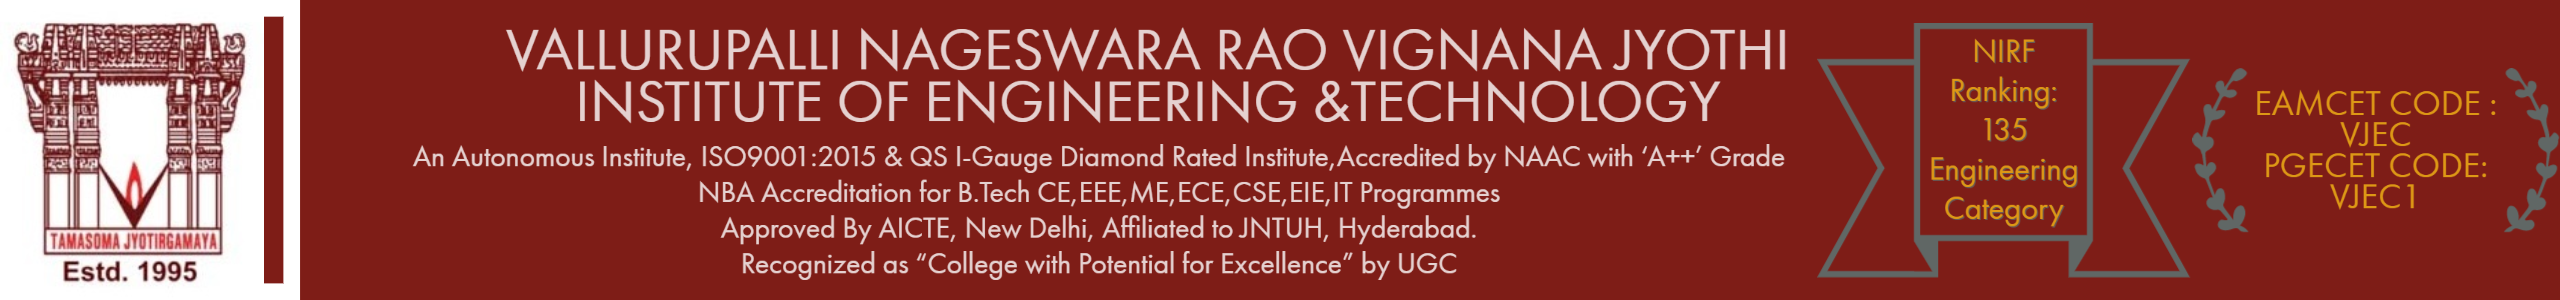 TAMASOMA JYOTIRGAMAYA
Estd. 1995
VALLURUPALLI NAGESWARA RAO VIGNANA JYOTHI
INSTITUTE OF ENGINEERING &TECHNOLOGY
An Autonomous Institute, ISO9001:2015 & QS I-Gauge Diamond Rated Institute,Accredited by NAAC with ‘A++’ Grade
NBA Accreditation for B.Tech CE,EEE,ME,ECE,CSE,EIE,IT Programmes
Approved By AICTE, New Delhi, Affiliated to JNTUH, Hyderabad.
Recognized as “College with Potential for Excellence” by UGC
NIRF
Ranking:
135
Engineering
Category
EAMCET CODE :
VJEC
PGECET CODE:
VJEC1